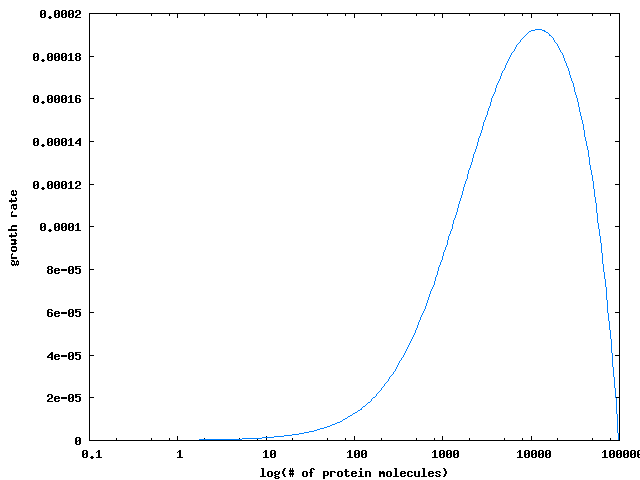 0.0002
0.00018
0.00016
0.00014
0.00012
0.0001
8e-05
6e-05
4e-05
2e-05
0
growth rate
0.1 1 10 100 1000 10000 100000
log(# of protein molecules)